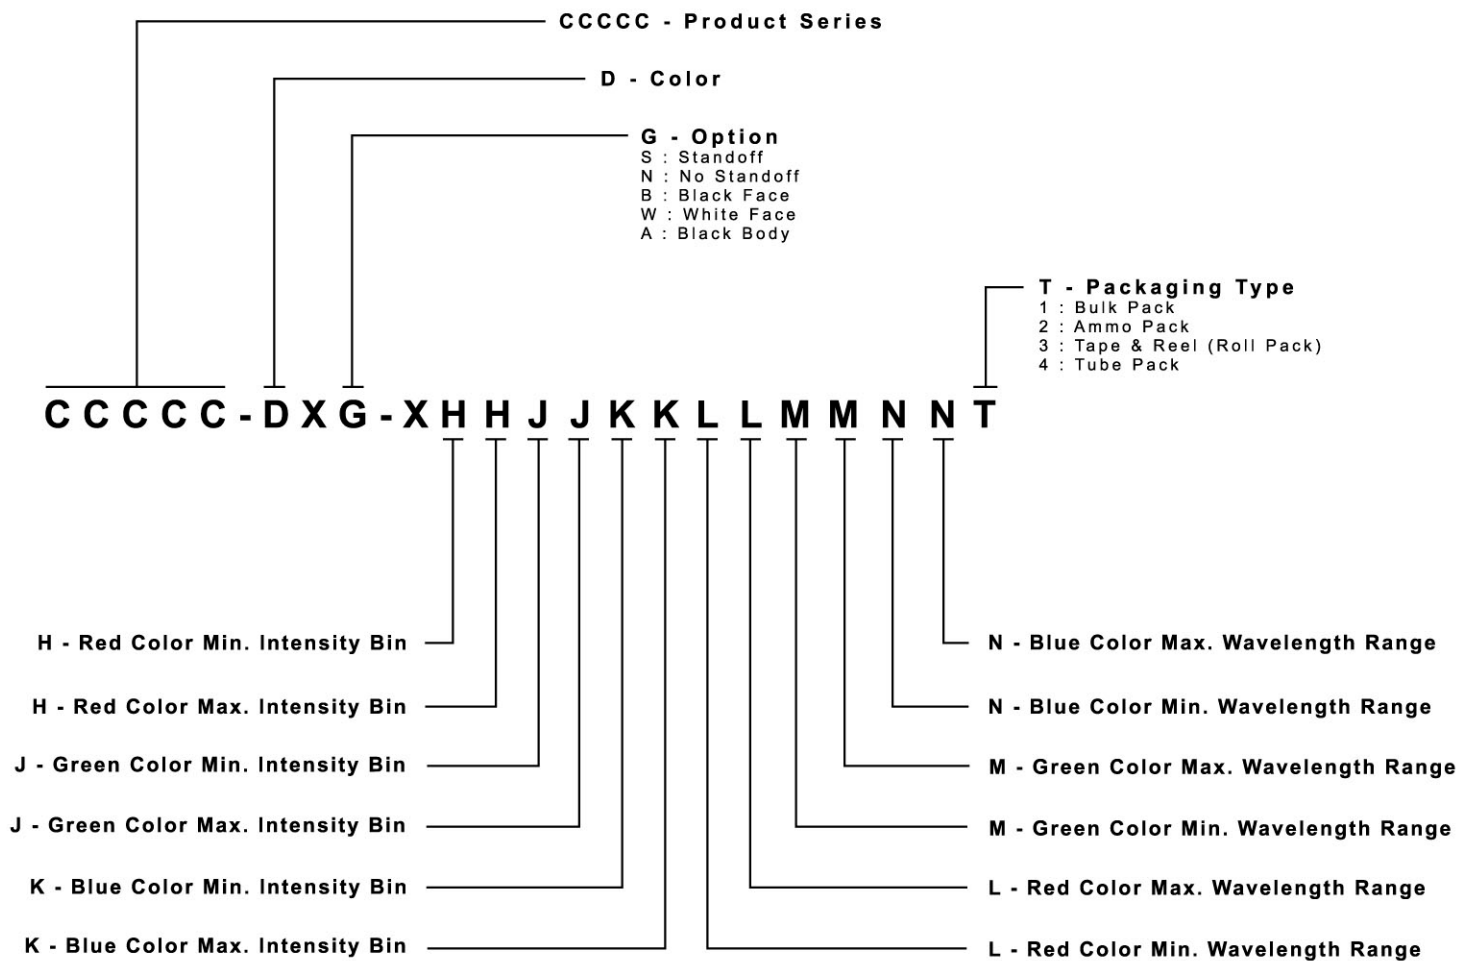 CCCCC - Product Series
D - Color
G - Option
S : Standoff
N : No Standoff
B : Black Face
W : White Face
A : Black Body
T - Packaging Type
1 : Bulk Pack
2 : Ammo Pack
3 : Tape & Reel (Roll Pack)
4 : Tube Pack
C C C C C - D X G - X H H J J K K L L M M N N T
H - Red Color Min. Intensity Bin
H - Red Color Max. Intensity Bin
J - Green Color Min. Intensity Bin
J - Green Color Max. Intensity Bin
K - Blue Color Min. Intensity Bin
K - Blue Color Max. Intensity Bin
N - Blue Color Max. Wavelength Range
N - Blue Color Min. Wavelength Range
M - Green Color Max. Wavelength Range
M - Green Color Min. Wavelength Range
L - Red Color Max. Wavelength Range
L - Red Color Min. Wavelength Range